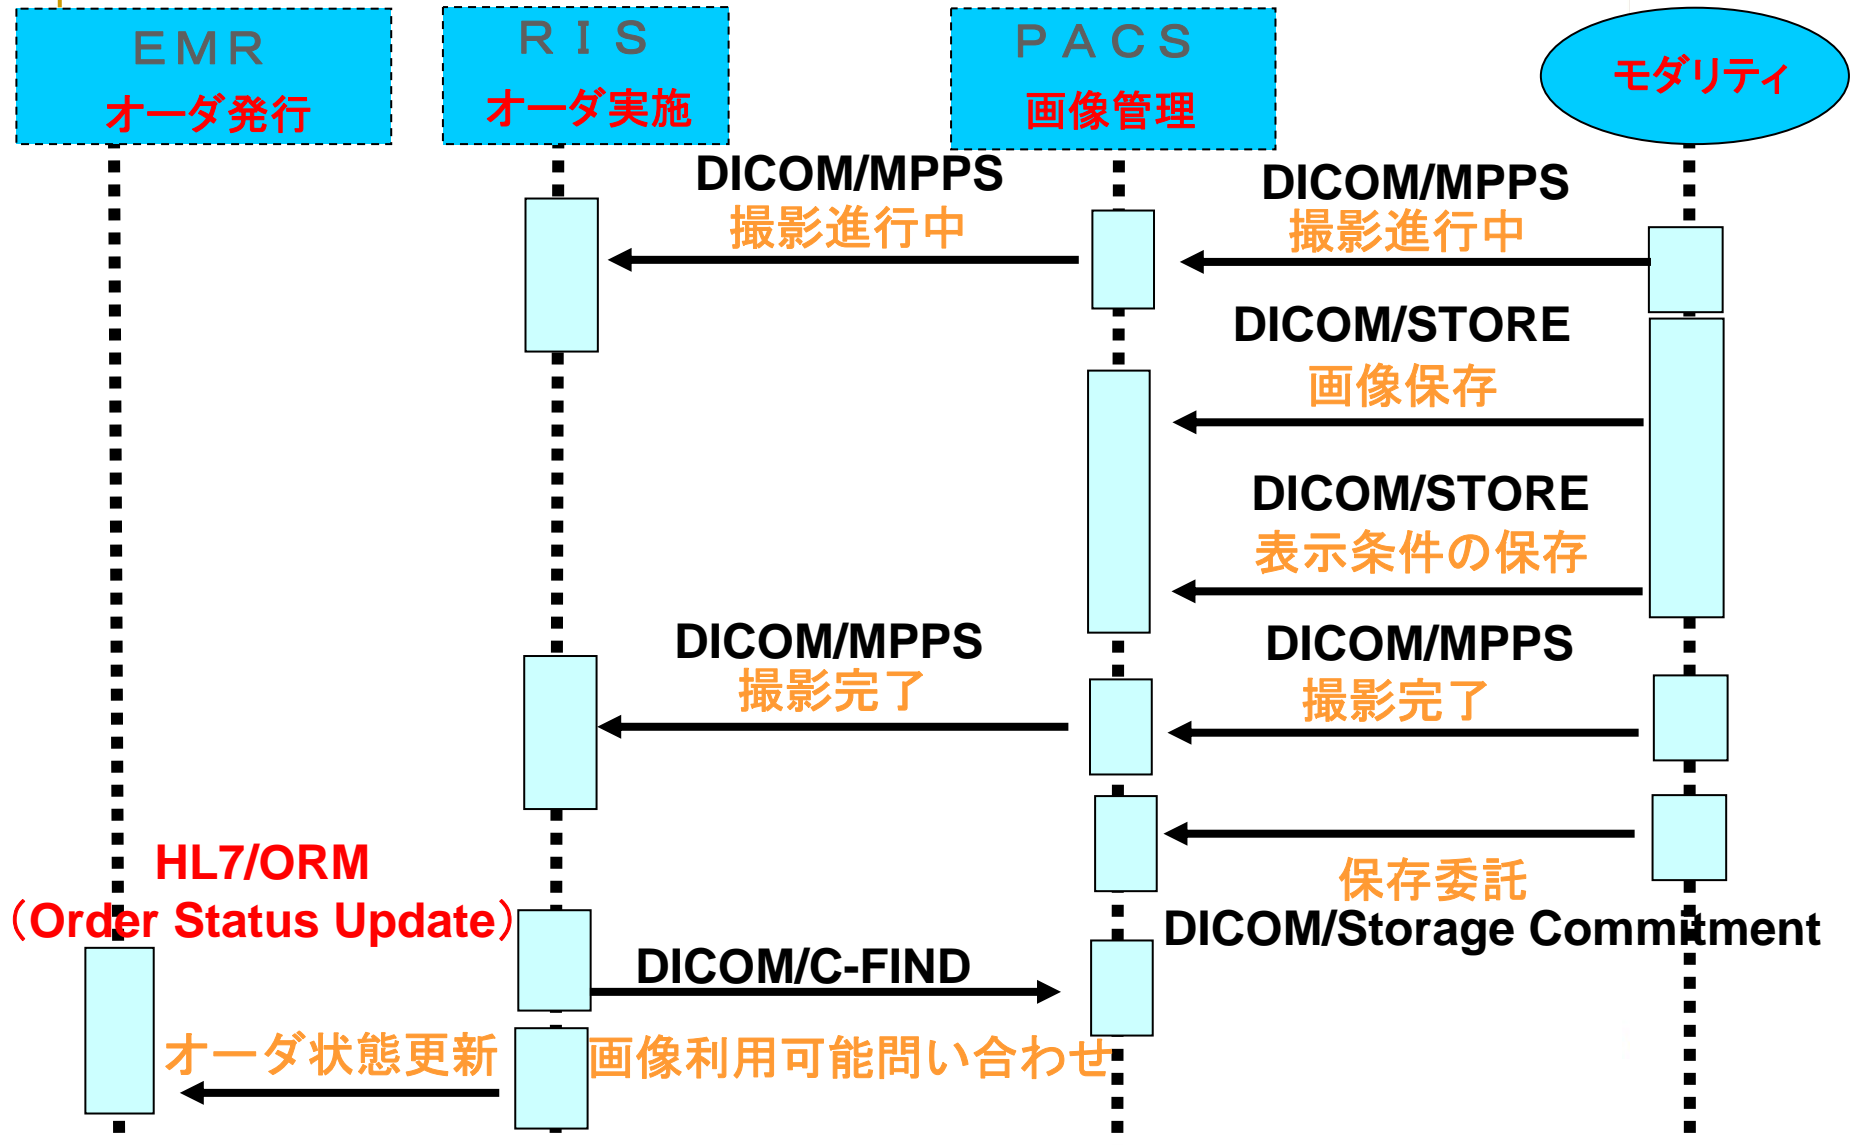 ＥＭＲ
オーダ発行
ＲＩＳ
オーダ実施
ＰＡＣＳ
画像管理
モダリティ
DICOM/MPPS
撮影進行中
DICOM/MPPS
撮影進行中
DICOM/STORE
画像保存
DICOM/STORE
表示条件の保存
DICOM/MPPS
撮影完了
DICOM/MPPS
撮影完了
保存委託
DICOM/Storage Commitment
HL7/ORM
（Order Status Update）
DICOM/C-FIND
画像利用可能問い合わせ
オーダ状態更新